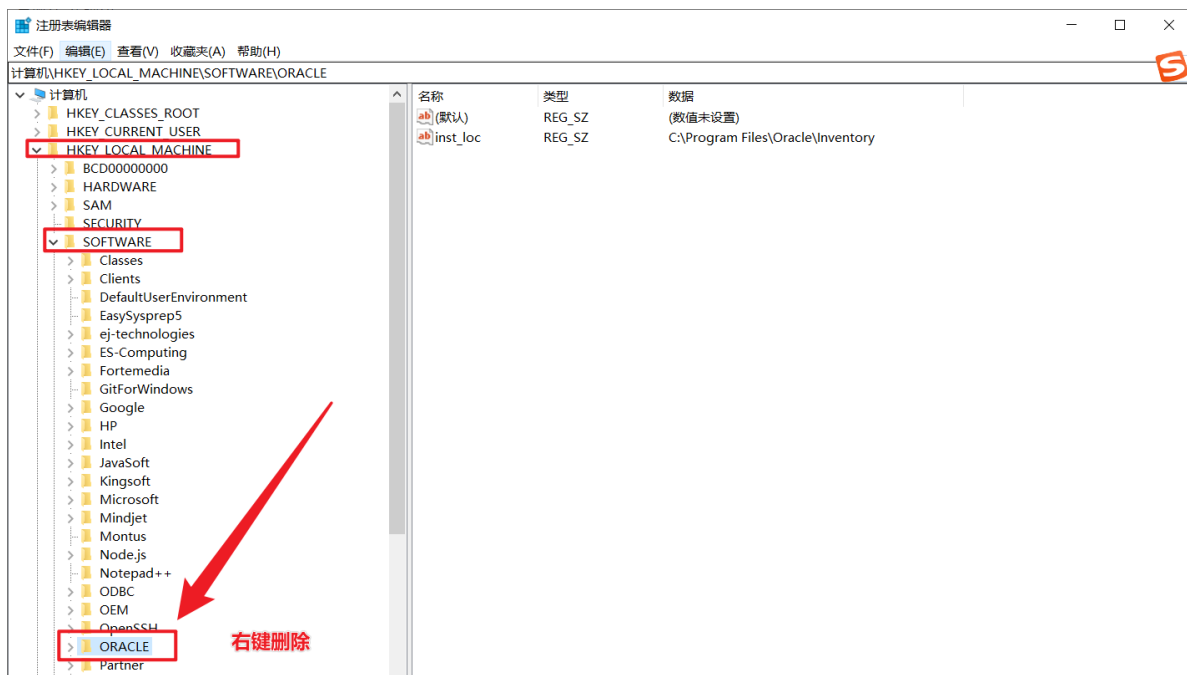 注册表编辑器
文件(F) 编辑(E) 查看(V) 收藏夹(A) 帮助(H)
计算机\HKEY_LOCAL_MACHINE\SOFTWARE\ORACLE
计算机
HKEY_CLASSES_ROOT
HKEY_CURRENT_USER
HKEY_LOCAL_MACHINE
BCD00000000
HARDWARE
SAM
SECURITY
SOFTWARE
Classes
Clients
DefaultUserEnvironment
EasySysprep5
ej-technologies
ES-Computing
Fortemedia
GitForWindows
Google
HP
Intel
JavaSoft
Kingsoft
Microsoft
Mindjet
Montus
Node.js
Notepad++
ODBC
OEM
OpenSSH
ORACLE
Partner
右键删除
名称 类型 数据
ab (默认) REG_SZ (数值未设置)
ab inst_loc REG_SZ C:\Program Files\Oracle\Inventory
S